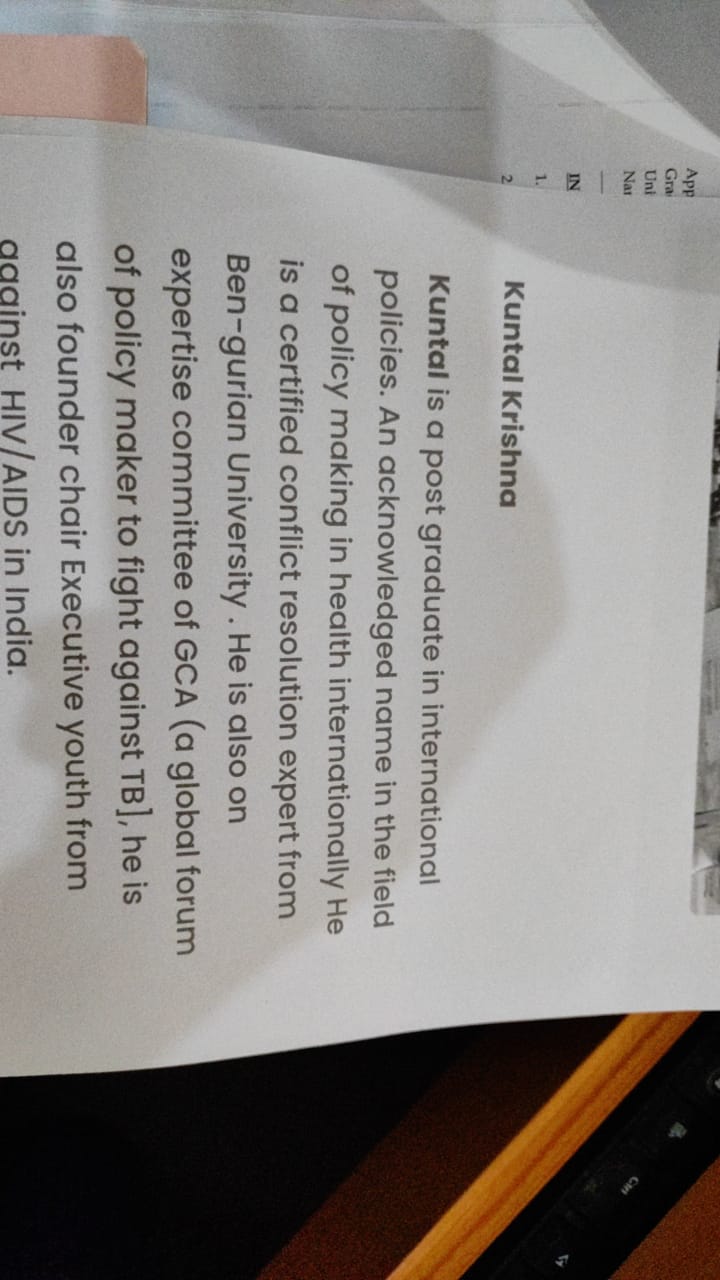 App
Gra
Uni
Nar
IN
1.
2
Kuntal Krishna
Kuntal is a post graduate in international
policies. An acknowledged name in the field
of policy making in health internationally He
is a certified conflict resolution expert from
Ben-gurian University . He is also on
expertise committee of GCA (a global forum
of policy maker to fight against TB], he is
also founder chair Executive youth from
against HIV/AIDS in India.
Ctrl